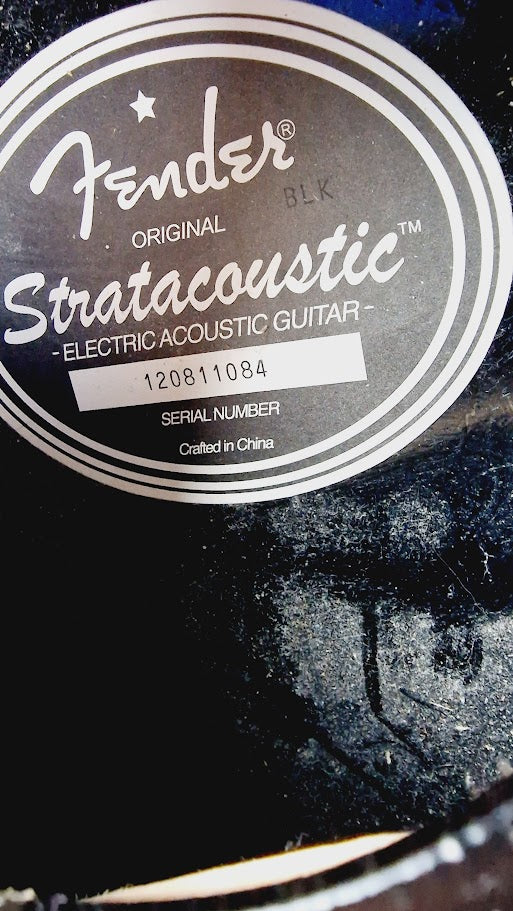 Fender®
BLK
ORIGINAL
Stratacoustic™
- ELECTRIC ACOUSTIC GUITAR -
120811084
SERIAL NUMBER
Crafted in China